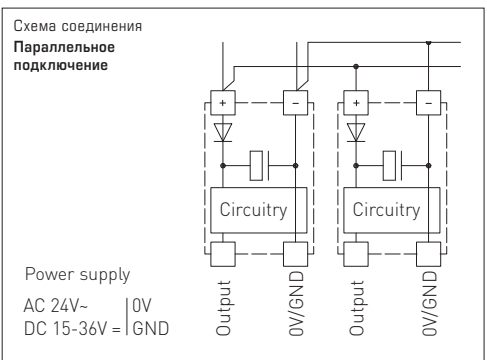 Схема соединения
Параллельное
подключение
+ − + −
Circuitry Circuitry
Power supply
AC 24V~ | 0V
DC 15-36V = | GND
Output
0V/GND
Output
0V/GND